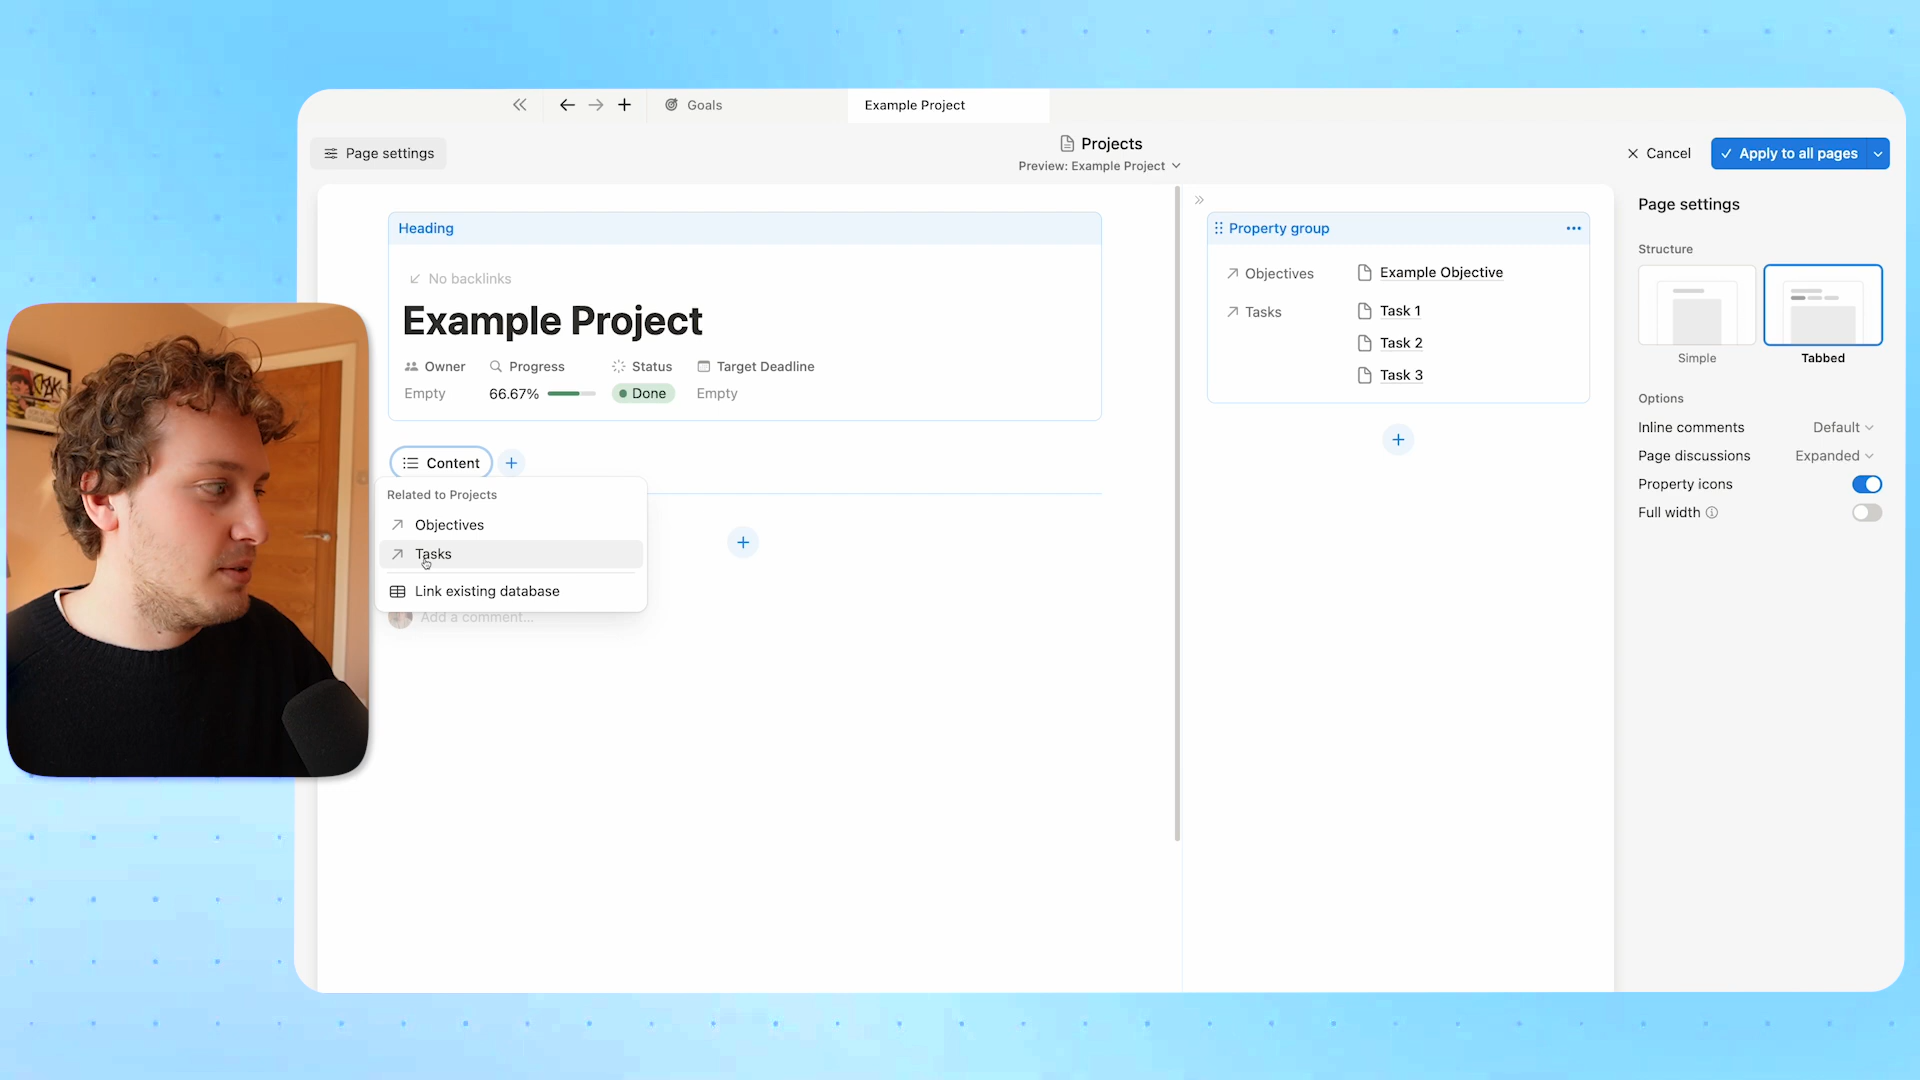 Goals
Example Project
Page settings
Projects
Preview: Example Project
Cancel
Apply to all pages
Heading
No backlinks
Example Project
Owner
Progress
Status
Target Deadline
Empty
66.67%
Done
Empty
Content
Related to Projects
Objectives
Tasks
Link existing database
Add a comment...
Property group
Objectives
Example Objective
Tasks
Task 1
Task 2
Task 3
Page settings
Structure
Simple
Tabbed
Options
Inline comments
Default
Page discussions
Expanded
Property icons
Full width